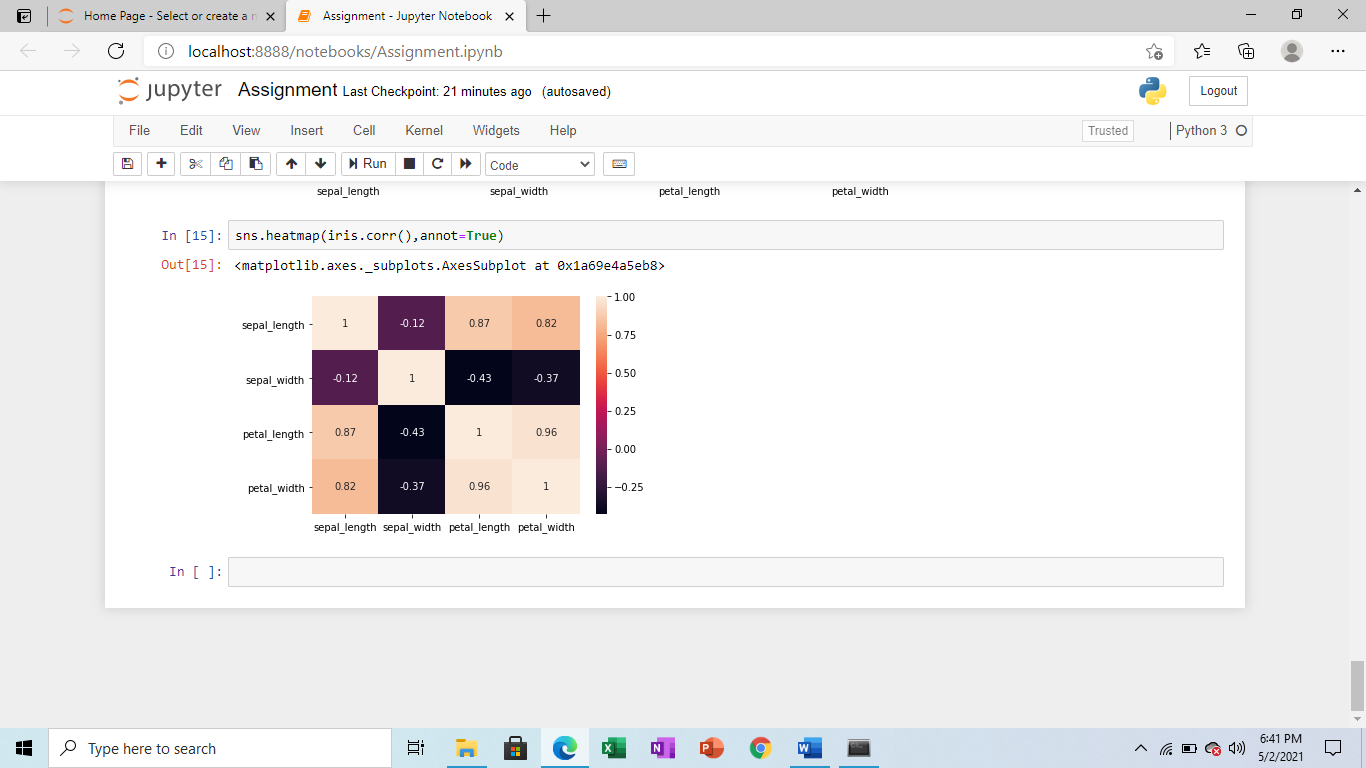 Home Page - Select or create a n
Assignment - Jupyter Notebook
localhost:8888/notebooks/Assignment.ipynb
jupyter Assignment Last Checkpoint: 21 minutes ago (autosaved)
Logout
File Edit View Insert Cell Kernel Widgets Help
Trusted
Python 3
Run
Code
sepal_length sepal_width petal_length petal_width
In [15]: sns.heatmap(iris.corr(),annot=True)
Out[15]: <matplotlib.axes._subplots.AxesSubplot at 0x1a69e4a5eb8>
sepal_length 1 -0.12 0.87 0.82
sepal_width -0.12 1 -0.43 -0.37
petal_length 0.87 -0.43 1 0.96
petal_width 0.82 -0.37 0.96 1
sepal_length sepal_width petal_length petal_width
1.00
0.75
0.50
0.25
0.00
−0.25
In [ ]:
Type here to search
6:41 PM
5/2/2021